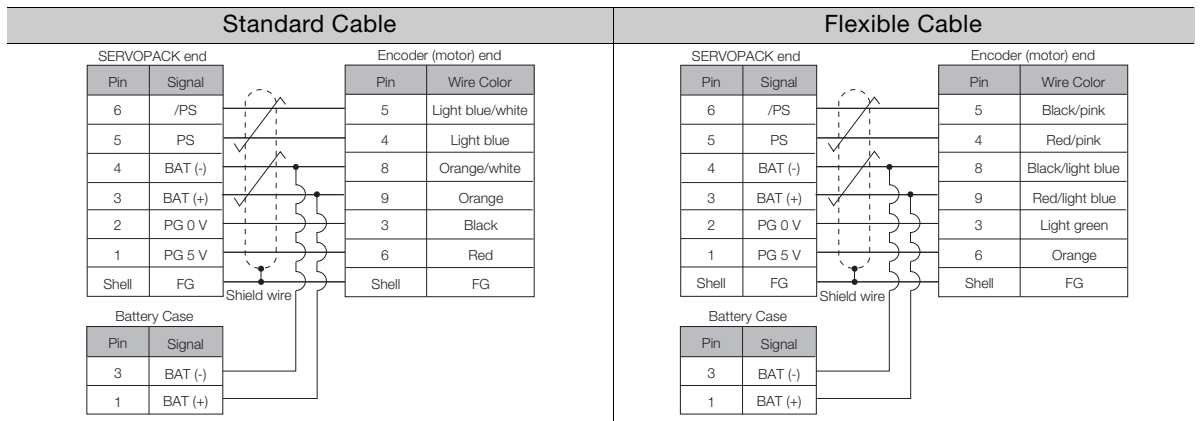 Standard Cable
Flexible Cable
SERVOPACK end
Encoder (motor) end
Pin Signal
Pin Wire Color
6 /PS
5 Light blue/white
5 PS
4 Light blue
4 BAT (-)
8 Orange/white
3 BAT (+)
9 Orange
2 PG 0 V
3 Black
1 PG 5 V
6 Red
Shell FG
Shield wire
Shell FG
Battery Case
Pin Signal
3 BAT (-)
1 BAT (+)
SERVOPACK end
Encoder (motor) end
Pin Signal
Pin Wire Color
6 /PS
5 Black/pink
5 PS
4 Red/pink
4 BAT (-)
8 Black/light blue
3 BAT (+)
9 Red/light blue
2 PG 0 V
3 Light green
1 PG 5 V
6 Orange
Shell FG
Shield wire
Shell FG
Battery Case
Pin Signal
3 BAT (-)
1 BAT (+)